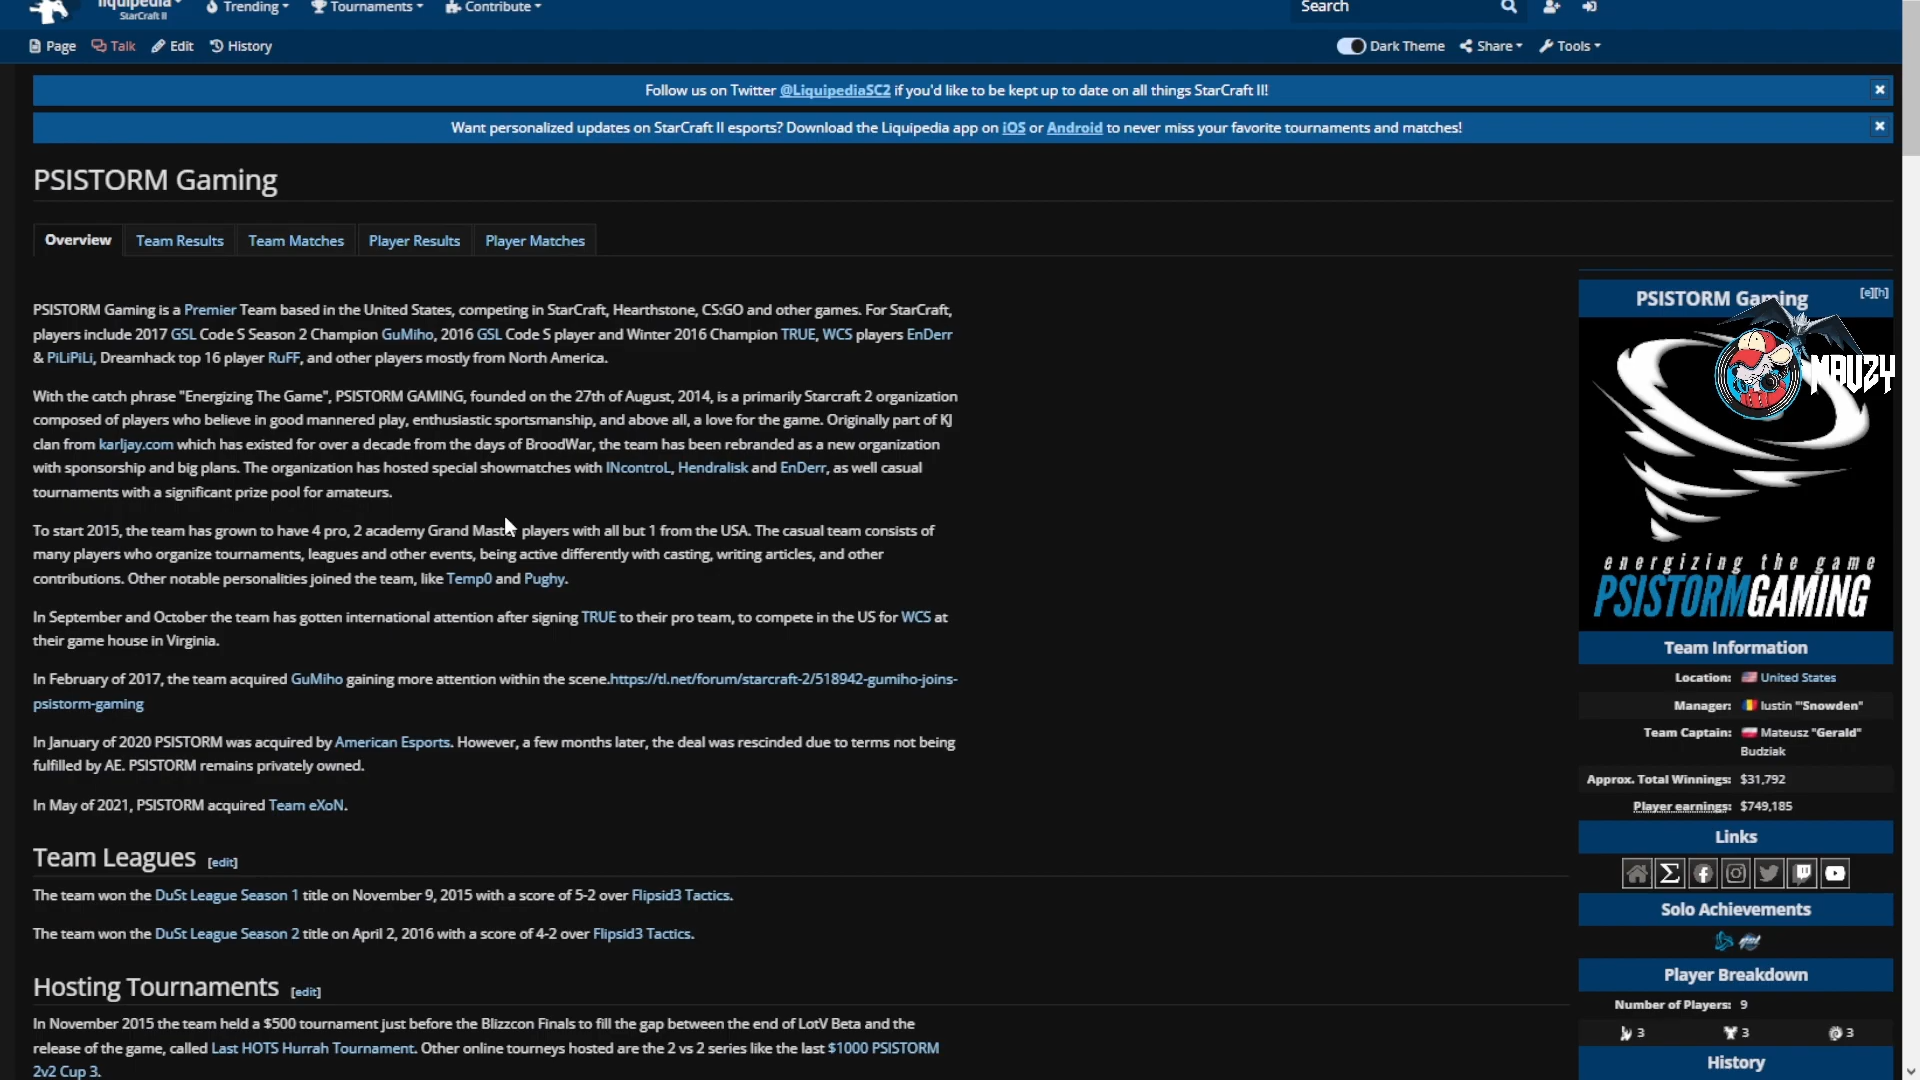 liquipedia
StarCraft II
Trending
Tournaments
Contribute
Search
Page Talk Edit History
Dark Theme Share Tools
Follow us on Twitter @LiquipediaSC2 if you'd like to be kept up to date on all things StarCraft II!
Want personalized updates on StarCraft II esports? Download the Liquipedia app on iOS or Android to never miss your favorite tournaments and matches!
PSISTORM Gaming
Overview Team Results Team Matches Player Results Player Matches
PSISTORM Gaming is a Premier Team based in the United States, competing in StarCraft, Hearthstone, CS:GO and other games. For StarCraft,
players include 2017 GSL Code S Season 2 Champion GuMiho, 2016 GSL Code S player and Winter 2016 Champion TRUE, WCS players EnDerr
& PiLiPiLi, Dreamhack top 16 player RuFF, and other players mostly from North America.
With the catch phrase "Energizing The Game", PSISTORM GAMING, founded on the 27th of August, 2014, is a primarily Starcraft 2 organization
composed of players who believe in good mannered play, enthusiastic sportsmanship, and above all, a love for the game. Originally part of KJ
clan from karljay.com which has existed for over a decade from the days of BroodWar, the team has been rebranded as a new organization
with sponsorship and big plans. The organization has hosted special showmatches with INcontroL, Hendralisk and EnDerr, as well casual
tournaments with a significant prize pool for amateurs.
To start 2015, the team has grown to have 4 pro, 2 academy Grand Master players with all but 1 from the USA. The casual team consists of
many players who organize tournaments, leagues and other events, being active differently with casting, writing articles, and other
contributions. Other notable personalities joined the team, like Temp0 and Pughy.
In September and October the team has gotten international attention after signing TRUE to their pro team, to compete in the US for WCS at
their game house in Virginia.
In February of 2017, the team acquired GuMiho gaining more attention within the scene.https://tl.net/forum/starcraft-2/518942-gumiho-joins-
psistorm-gaming
In January of 2020 PSISTORM was acquired by American Esports. However, a few months later, the deal was rescinded due to terms not being
fulfilled by AE. PSISTORM remains privately owned.
In May of 2021, PSISTORM acquired Team eXoN.
Team Leagues [edit]
The team won the DuSt League Season 1 title on November 9, 2015 with a score of 5-2 over Flipsid3 Tactics.
The team won the DuSt League Season 2 title on April 2, 2016 with a score of 4-2 over Flipsid3 Tactics.
Hosting Tournaments [edit]
In November 2015 the team held a $500 tournament just before the Blizzcon Finals to fill the gap between the end of LotV Beta and the
release of the game, called Last HOTS Hurrah Tournament. Other online tourneys hosted are the 2 vs 2 series like the last $1000 PSISTORM
2v2 Cup 3.
PSISTORM Gaming [e][h]
MAUZY
energizing the game
PSISTORMGAMING
Team Information
Location: United States
Manager: Iustin "'Snowden"
Team Captain: Mateusz "Gerald"
Budziak
Approx. Total Winnings: $31,792
Player earnings: $749,185
Links
Solo Achievements
Player Breakdown
Number of Players: 9
3 3 3
History